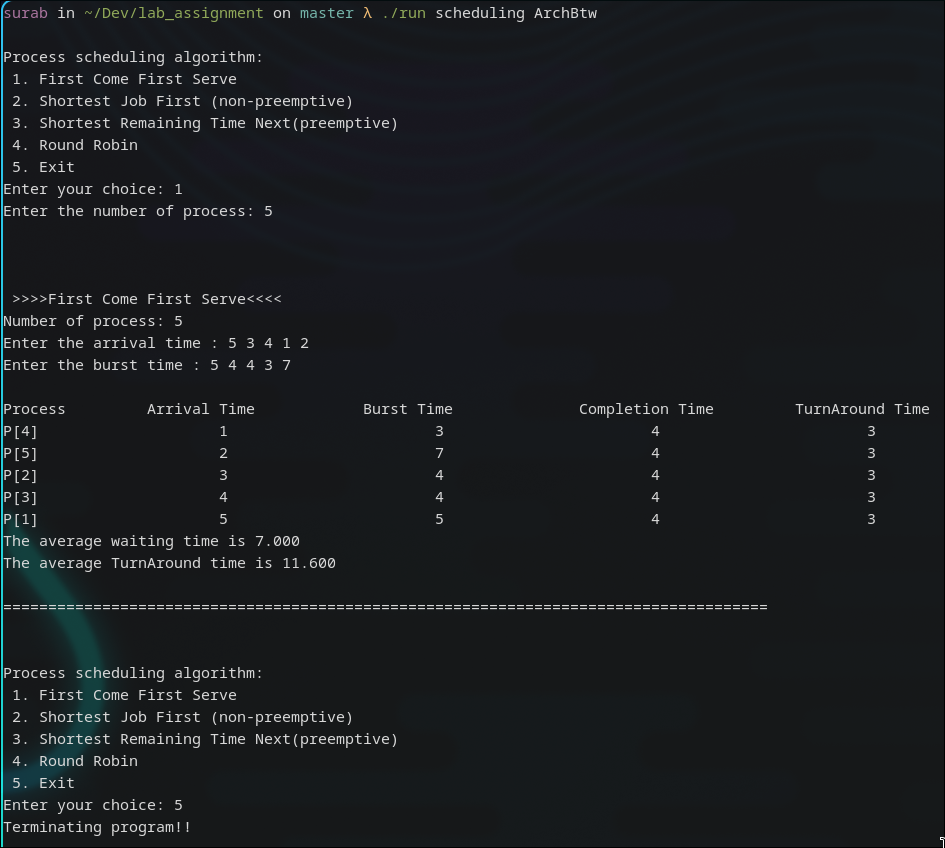 surab in ~/Dev/lab_assignment on master λ ./run scheduling ArchBtw
Process scheduling algorithm:
1. First Come First Serve
2. Shortest Job First (non-preemptive)
3. Shortest Remaining Time Next(preemptive)
4. Round Robin
5. Exit
Enter your choice: 1
Enter the number of process: 5
>>>>First Come First Serve<<<<
Number of process: 5
Enter the arrival time : 5 3 4 1 2
Enter the burst time : 5 4 4 3 7
Process Arrival Time Burst Time Completion Time TurnAround Time
P[4] 1 3 4 3
P[5] 2 7 4 3
P[2] 3 4 4 3
P[3] 4 4 4 3
P[1] 5 5 4 3
The average waiting time is 7.000
The average TurnAround time is 11.600
=====================================================================================
Process scheduling algorithm:
1. First Come First Serve
2. Shortest Job First (non-preemptive)
3. Shortest Remaining Time Next(preemptive)
4. Round Robin
5. Exit
Enter your choice: 5
Terminating program!!